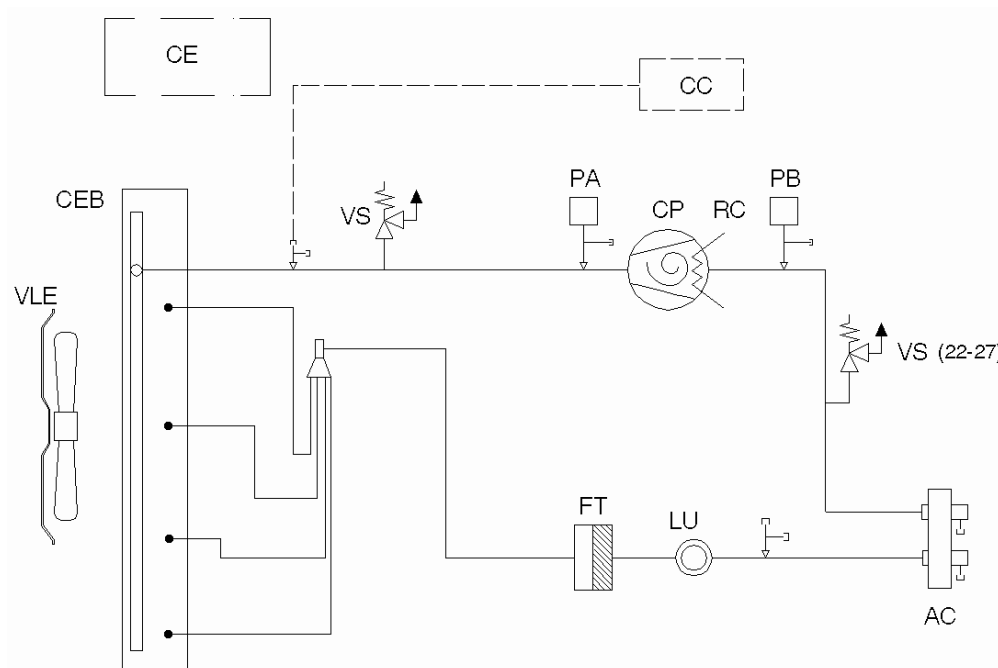 CE
CC
CEB
VS
PA
CP
RC
PB
VLE
VS (22-27)
FT
LU
AC